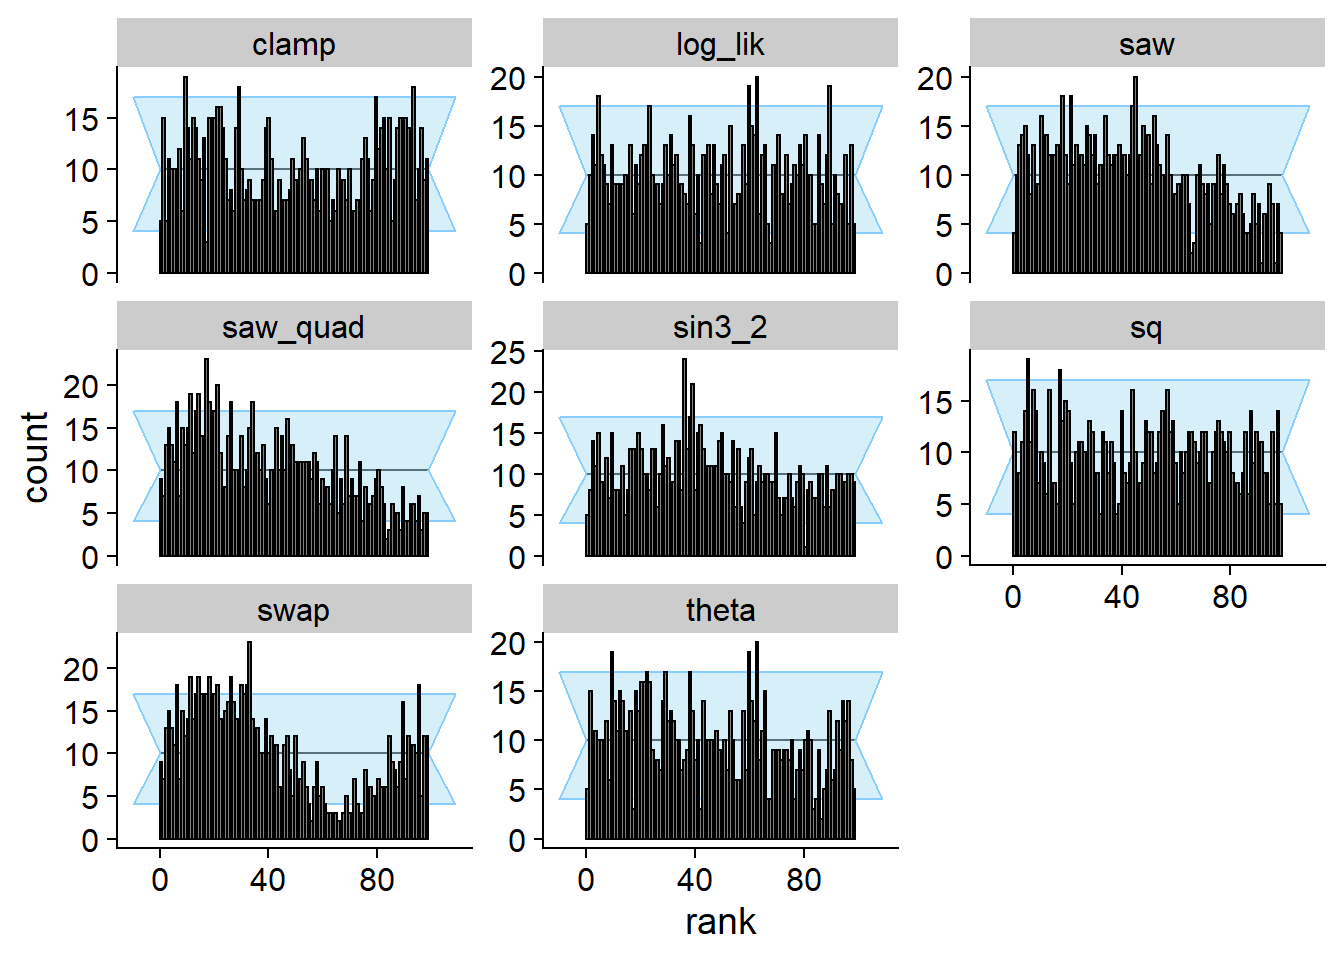 clamp log_lik saw
20 20
15 15 15
10 10 10
5 5 5
0 0 0
saw_quad sin3_2 sq
25
20 20
15 15 15
10 10 10
5 5 5
0 0 0
0 40 80
swap theta
20 20
15 15
10 10
5 5
0 0
0 40 80 0 40 80
count
rank